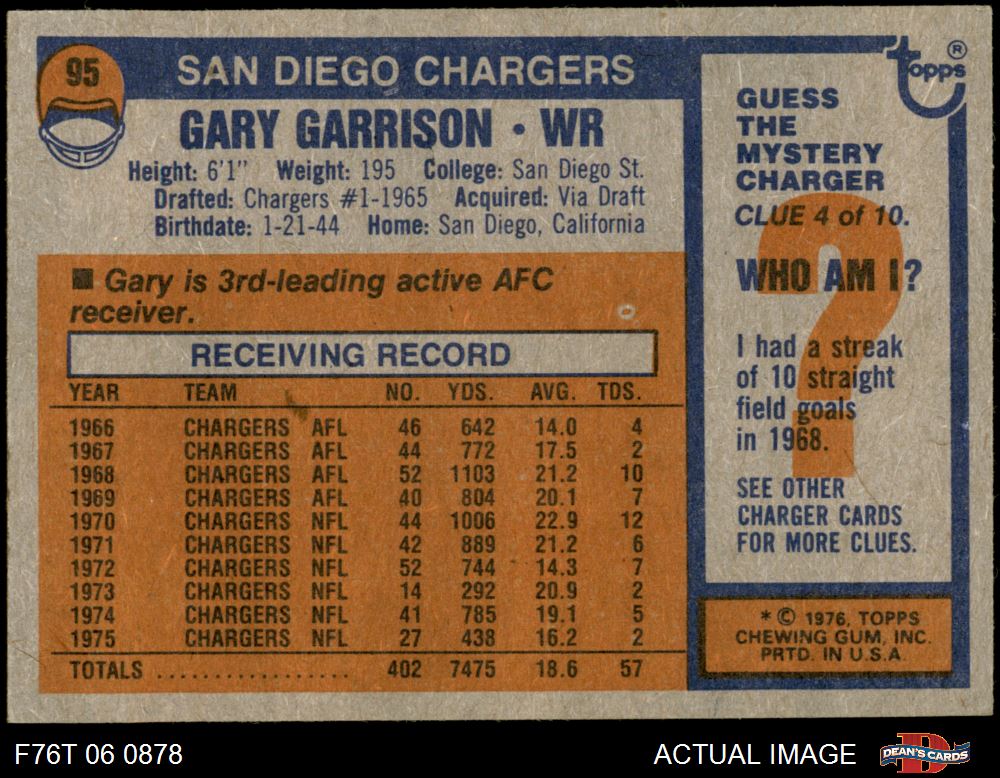 95
SAN DIEGO CHARGERS
GARY GARRISON • WR
Height: 6'1" Weight: 195 College: San Diego St.
Drafted: Chargers #1-1965 Acquired: Via Draft
Birthdate: 1-21-44 Home: San Diego, California
■ Gary is 3rd-leading active AFC
receiver.
RECEIVING RECORD
YEAR TEAM NO. YDS. AVG. TDS.
1966 CHARGERS AFL 46 642 14.0 4
1967 CHARGERS AFL 44 772 17.5 2
1968 CHARGERS AFL 52 1103 21.2 10
1969 CHARGERS AFL 40 804 20.1 7
1970 CHARGERS NFL 44 1006 22.9 12
1971 CHARGERS NFL 42 889 21.2 6
1972 CHARGERS NFL 52 744 14.3 7
1973 CHARGERS NFL 14 292 20.9 2
1974 CHARGERS NFL 41 785 19.1 5
1975 CHARGERS NFL 27 438 16.2 2
TOTALS ................. 402 7475 18.6 57
topps ®
GUESS
THE
MYSTERY
CHARGER
CLUE 4 of 10.
?
WHO AM I?
I had a streak
of 10 straight
field goals
in 1968.
SEE OTHER
CHARGER CARDS
FOR MORE CLUES.
* © 1976, TOPPS
CHEWING GUM, INC.
PRTD. IN U.S.A.
F76T 06 0878
ACTUAL IMAGE
D
DEAN'S CARDS